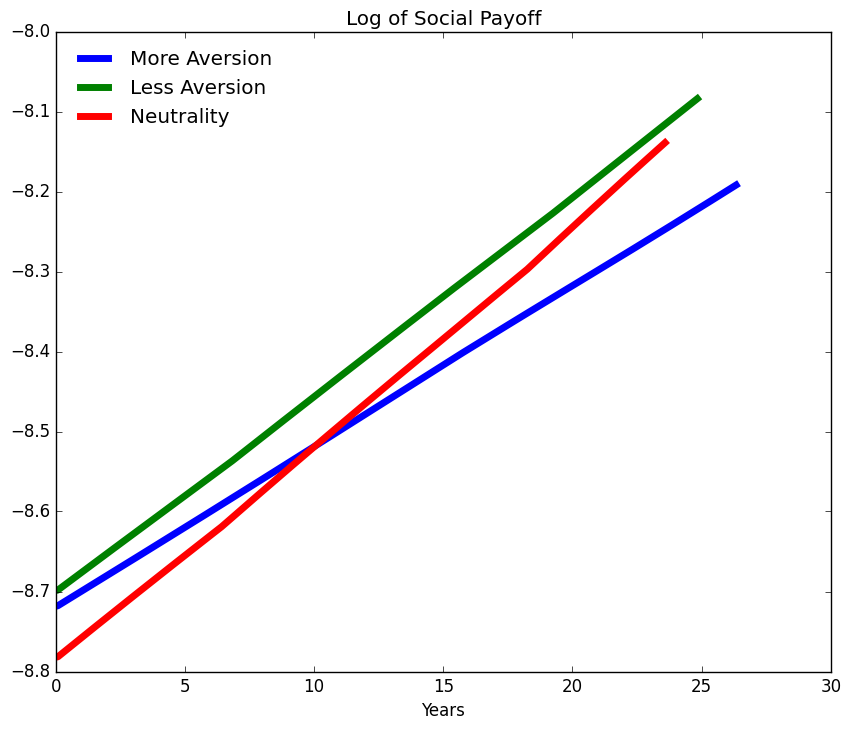 Log of Social Payoff
More Aversion
Less Aversion
Neutrality
−8.0
−8.1
−8.2
−8.3
−8.4
−8.5
−8.6
−8.7
−8.8
0 5 10 15 20 25 30
Years